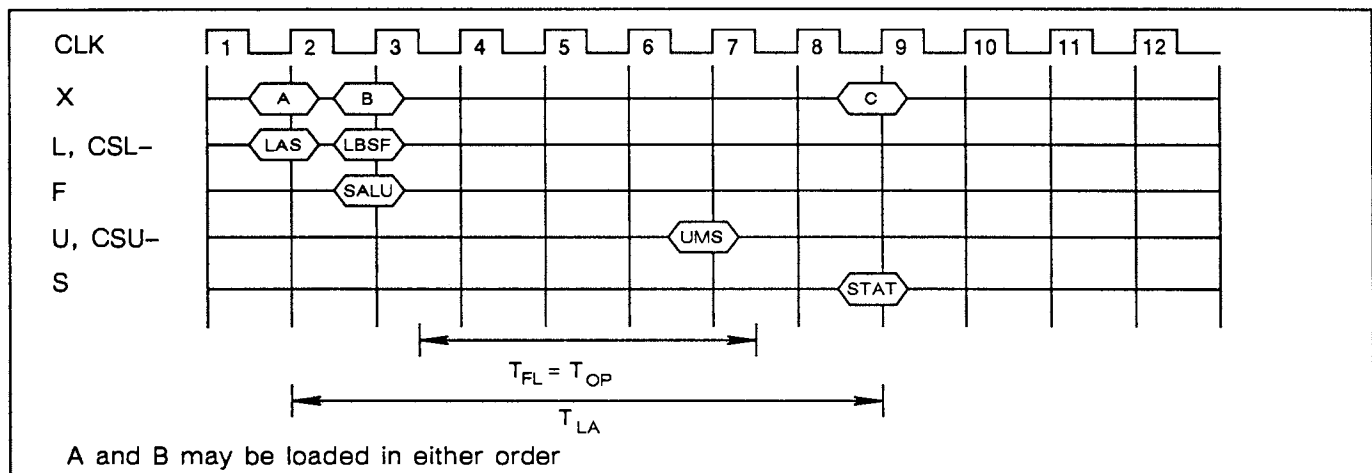 CLK 1 2 3 4 5 6 7 8 9 10 11 12
X A B C
L, CSL- LAS LBSF
F SALU
U, CSU- UMS
S STAT
T_FL = T_OP
T_LA
A and B may be loaded in either order